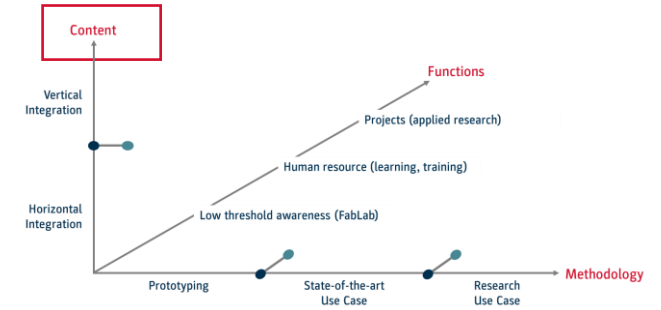 Content
Functions
Vertical
Integration
Projects (applied research)
Human resource (learning, training)
Horizontal
Integration
Low threshold awareness (FabLab)
Methodology
Prototyping
State-of-the-art
Use Case
Research
Use Case